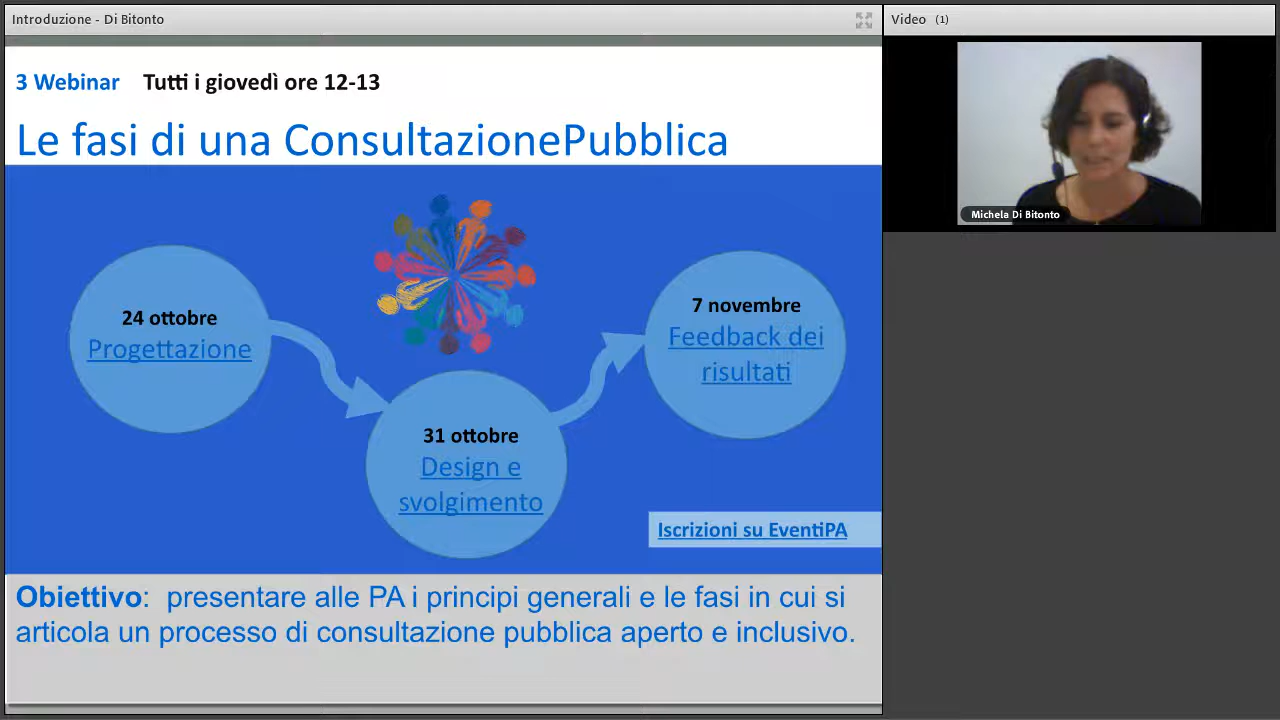 Introduzione - Di Bitonto
Video (1)
3 Webinar Tutti i giovedì ore 12-13
Le fasi di una ConsultazionePubblica
Michela Di Bitonto
24 ottobre
Progettazione
31 ottobre
Design e
svolgimento
7 novembre
Feedback dei
risultati
Iscrizioni su EventiPA
Obiettivo: presentare alle PA i principi generali e le fasi in cui si
articola un processo di consultazione pubblica aperto e inclusivo.